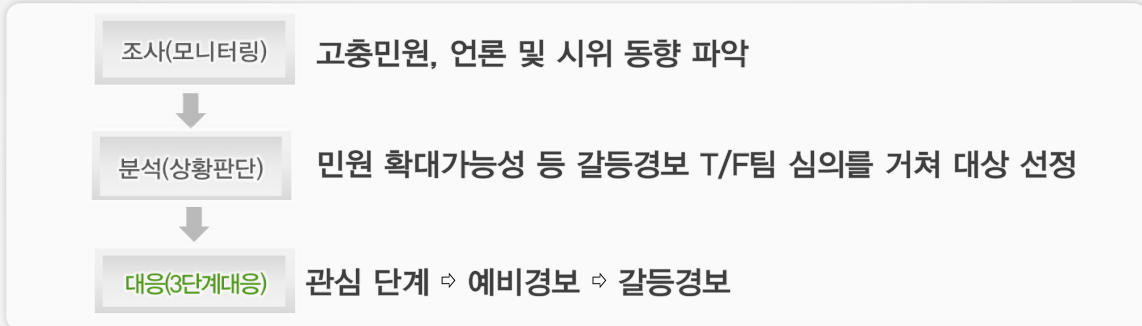 조사(모니터링) 고충민원, 언론 및 시위 동향 파악
분석(상황판단) 민원 확대가능성 등 갈등경보 T/F팀 심의를 거쳐 대상 선정
대응(3단계대응) 관심 단계 ⇨ 예비경보 ⇨ 갈등경보